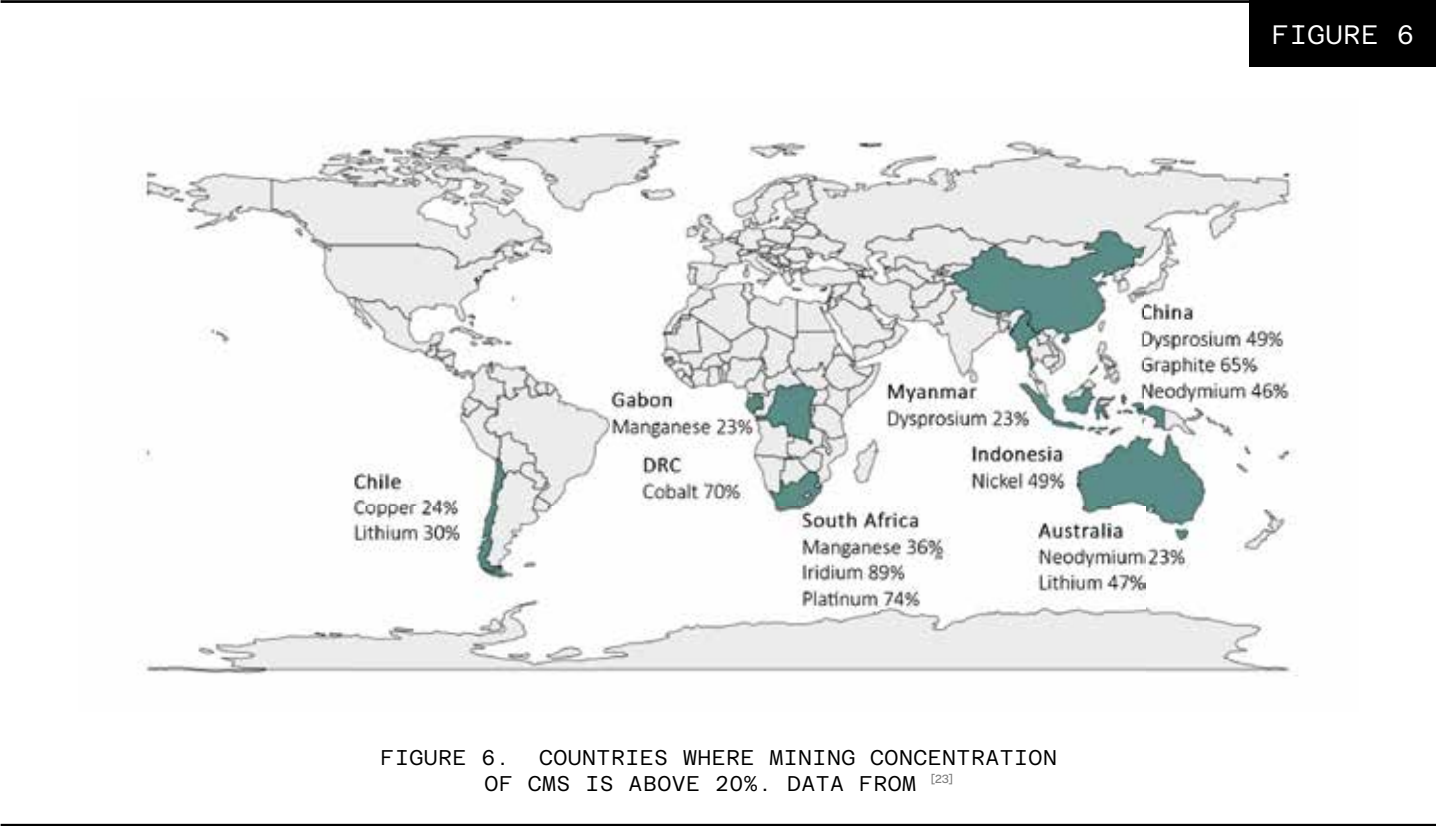 FIGURE 6
China
Dysprosium 49%
Graphite 65%
Neodymium 46%
Gabon
Manganese 23%
Myanmar
Dysprosium 23%
DRC
Cobalt 70%
Indonesia
Nickel 49%
Chile
Copper 24%
Lithium 30%
South Africa
Manganese 36%
Iridium 89%
Platinum 74%
Australia
Neodymium 23%
Lithium 47%
FIGURE 6. COUNTRIES WHERE MINING CONCENTRATION
OF CMS IS ABOVE 20%. DATA FROM [23]